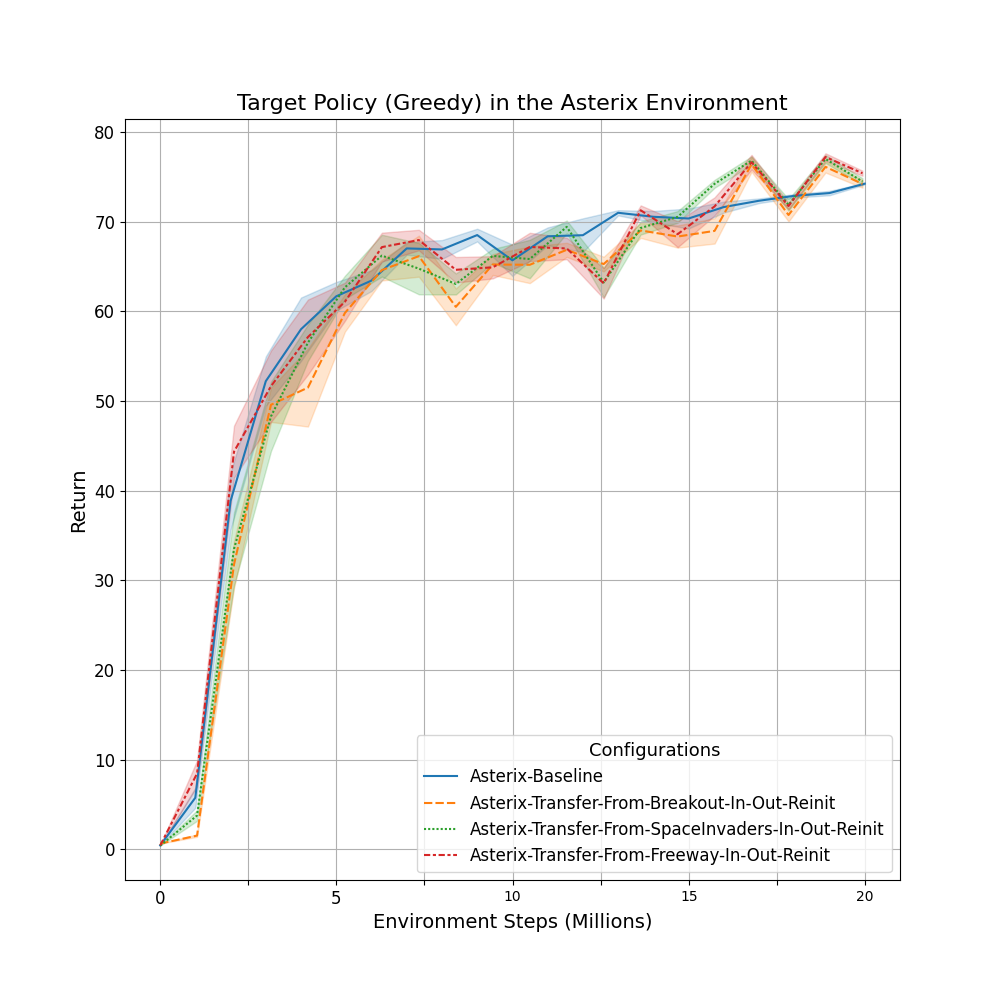 Target Policy (Greedy) in the Asterix Environment
80
70
60
50
40
30
20
10
0
Return
Configurations
Asterix-Baseline
Asterix-Transfer-From-Breakout-In-Out-Reinit
Asterix-Transfer-From-SpaceInvaders-In-Out-Reinit
Asterix-Transfer-From-Freeway-In-Out-Reinit
0 5 10 15 20
Environment Steps (Millions)